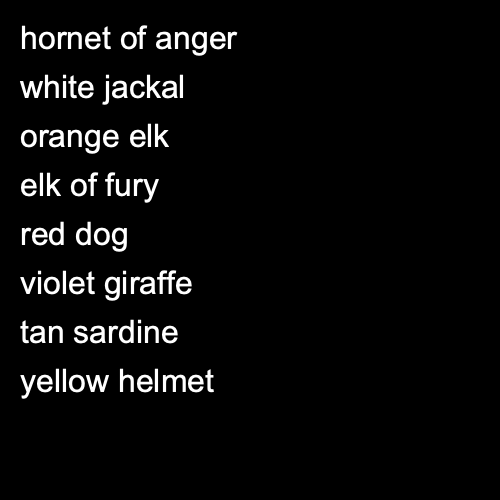 hornet of anger
white jackal
orange elk
elk of fury
red dog
violet giraffe
tan sardine
yellow helmet